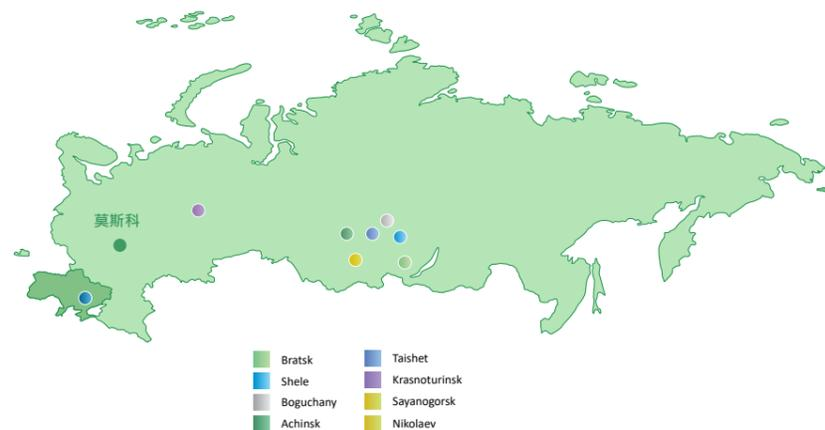 莫斯科
Bratsk
Shele
Boguchany
Achinsk
Taishet
Krasnoturinsk
Sayanogorsk
Nikolaev